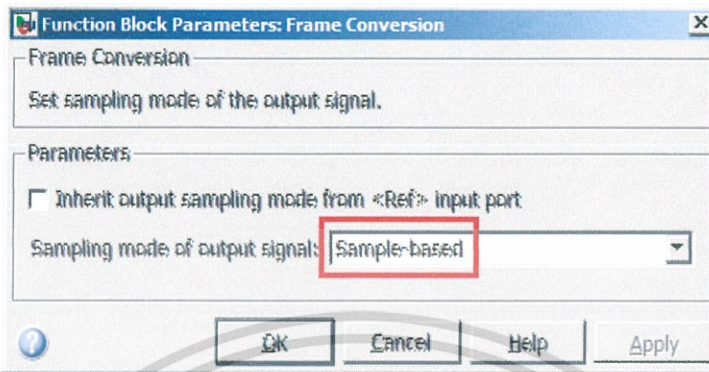 Function Block Parameters: Frame Conversion
Frame Conversion
Set sampling mode of the output signal.
Parameters
Inherit output sampling mode from <Ref> input port
Sampling mode of output signal: Sample-based
OK Cancel Help Apply